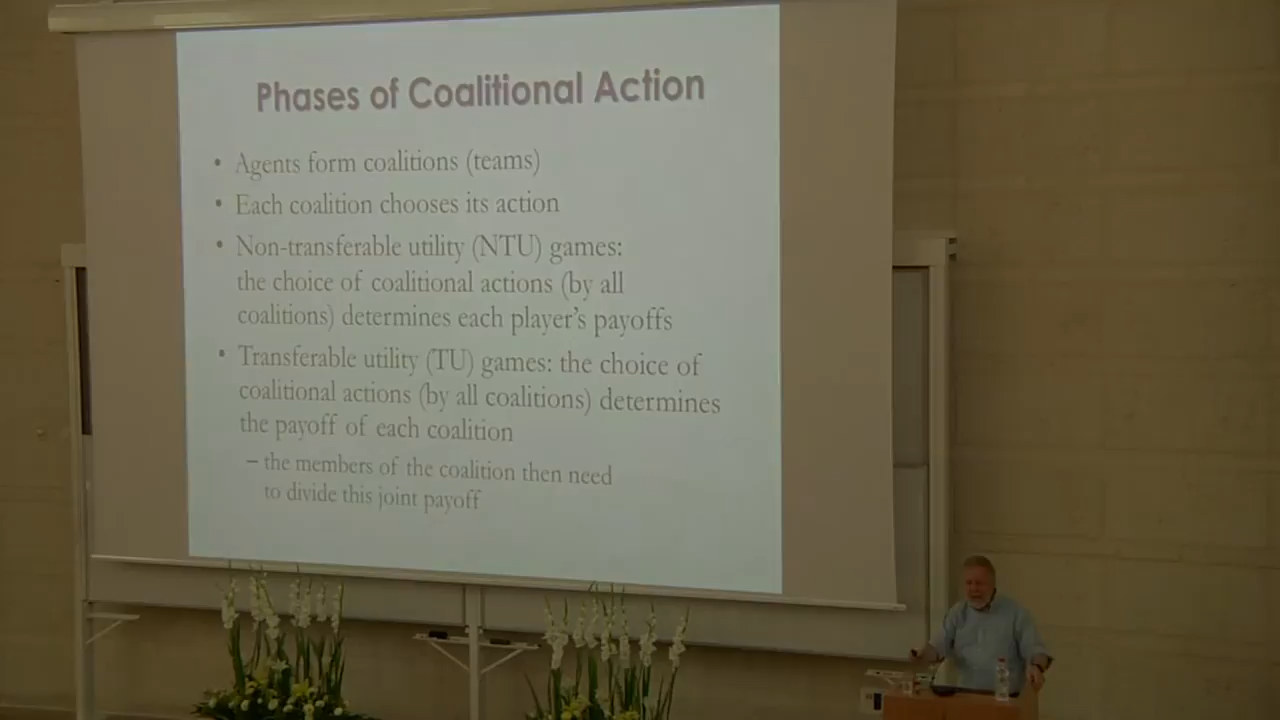 Phases of Coalitional Action
• Agents form coalitions (teams)
• Each coalition chooses its action
• Non-transferable utility (NTU) games:
the choice of coalitional actions (by all
coalitions) determines each player’s payoffs
• Transferable utility (TU) games: the choice of
coalitional actions (by all coalitions) determines
the payoff of each coalition
– the members of the coalition then need
to divide this joint payoff